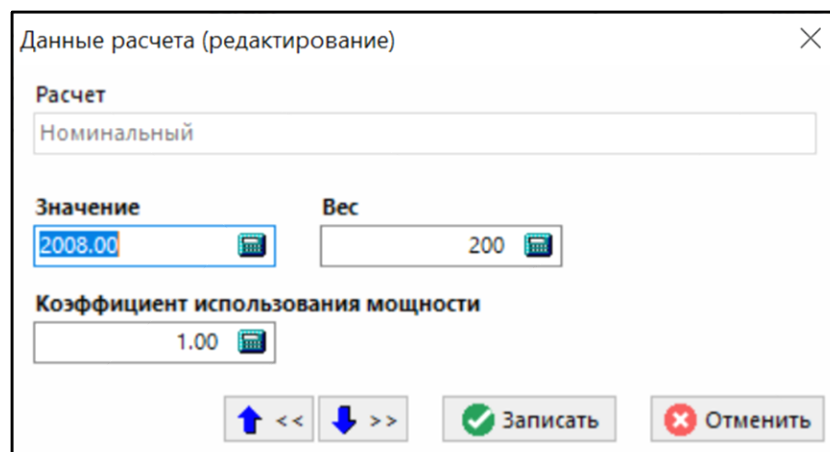 Данные расчета (редактирование)
Расчет
Номинальный
Значение Вес
2008.00 200
Коэффициент использования мощности
1.00
<< >> Записать Отменить